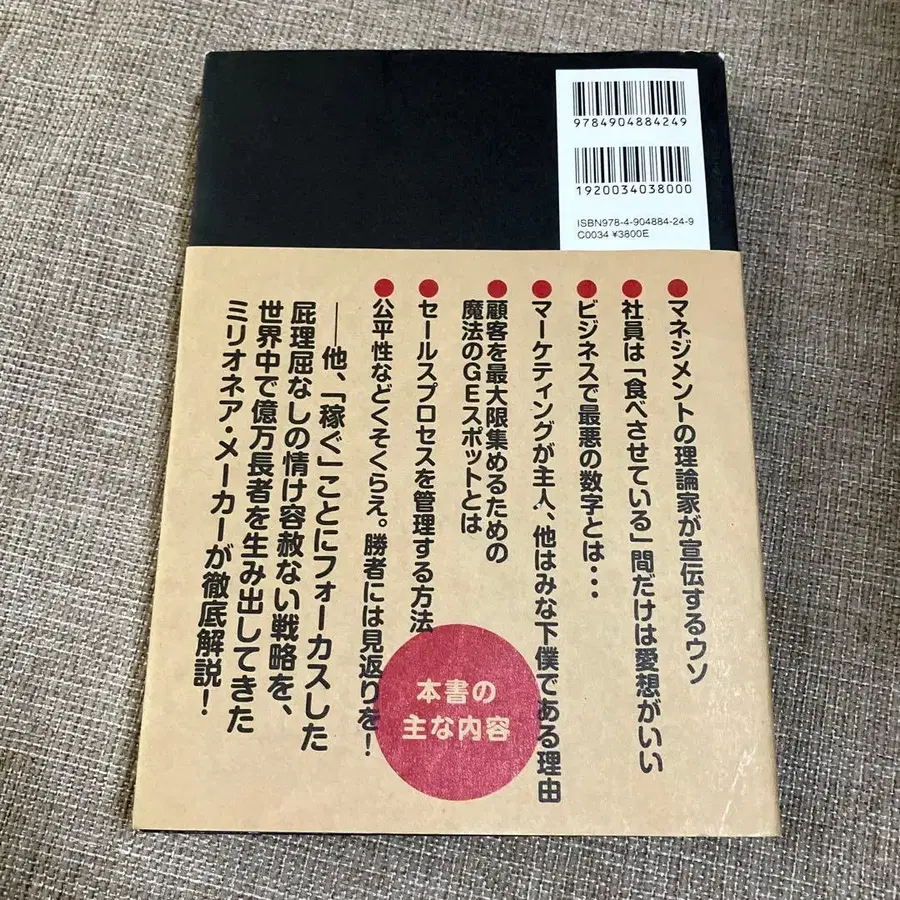 9784904884249
1920034038000
ISBN978-4-904884-24-9
C0034 ¥3800E
●マネジメントの理論家が宣伝するウソ
●社員は「食べさせている」間だけは愛想がいい
●ビジネスで最悪の数字とは・・・
●マーケティングが主人、他はみな下僕である理由
●顧客を最大限集めるための
魔法のGEスポットとは
●セールスプロセスを管理する方法
●公平性などくそくらえ。勝者には見返りを!
――他、「稼ぐ」ことにフォーカスした
屁理屈なしの情け容赦ない戦略を、
世界中で億万長者を生み出してきた
ミリオネア・メーカーが徹底解説!
本書の
主な内容